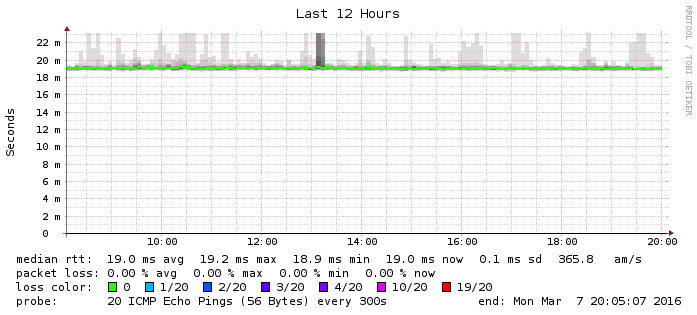 Last 12 Hours
RRDTOOL / TOBI OETIKER
Seconds
22 m
20 m
18 m
16 m
14 m
12 m
10 m
8 m
6 m
4 m
2 m
0
10:00 12:00 14:00 16:00 18:00 20:00
median rtt: 19.0 ms avg 19.2 ms max 18.9 ms min 19.0 ms now 0.1 ms sd 365.8 am/s
packet loss: 0.00 % avg 0.00 % max 0.00 % min 0.00 % now
loss color: 0 1/20 2/20 3/20 4/20 10/20 19/20
probe: 20 ICMP Echo Pings (56 Bytes) every 300s end: Mon Mar 7 20:05:07 2016